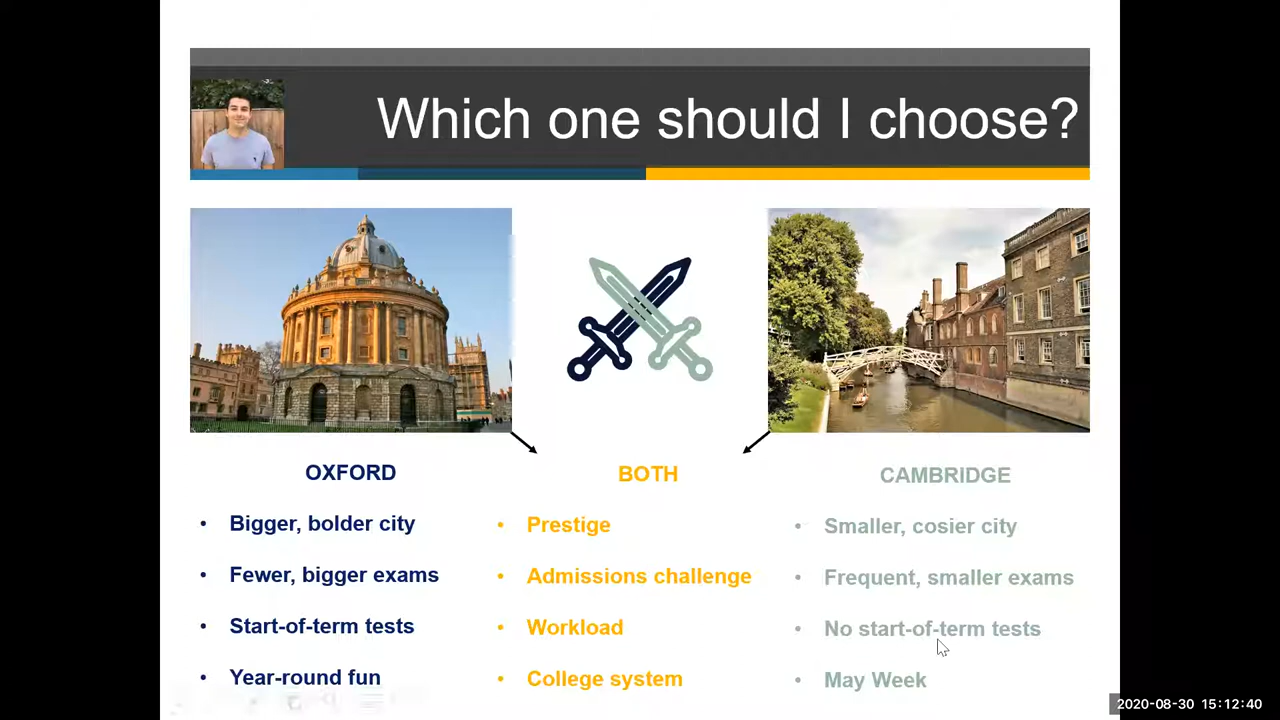 Which one should I choose?
OXFORD
• Bigger, bolder city
• Fewer, bigger exams
• Start-of-term tests
• Year-round fun
BOTH
• Prestige
• Admissions challenge
• Workload
• College system
CAMBRIDGE
• Smaller, cosier city
• Frequent, smaller exams
• No start-of-term tests
• May Week
2020-08-30 15:12:40